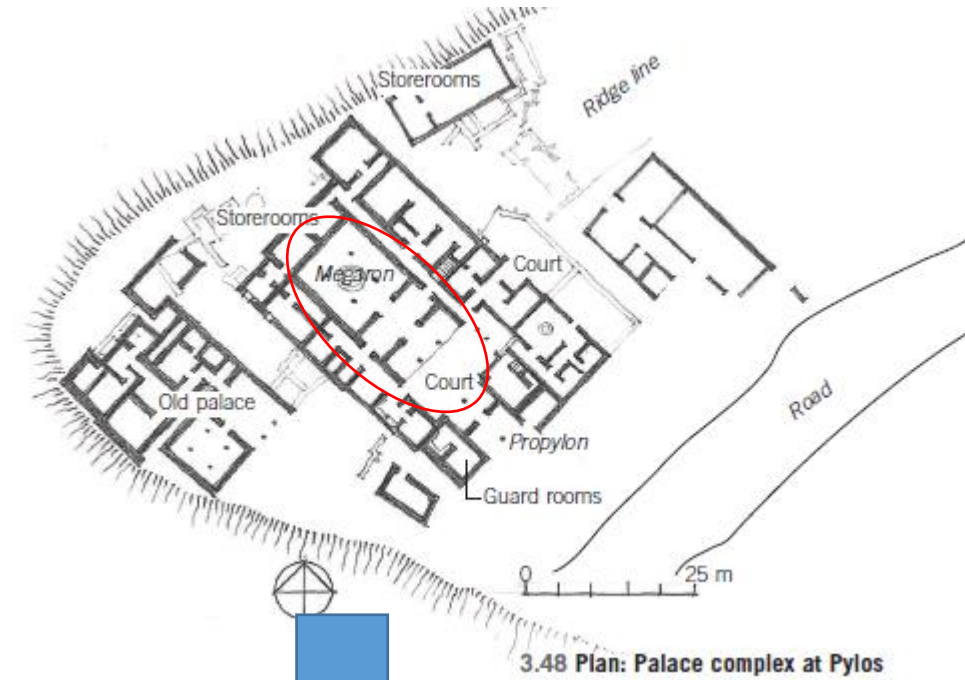 Storerooms
Ridge line
Storerooms
Megaron
Court
Court
Old palace
Road
Propylon
Guard rooms
0 25 m
3.48 Plan: Palace complex at Pylos